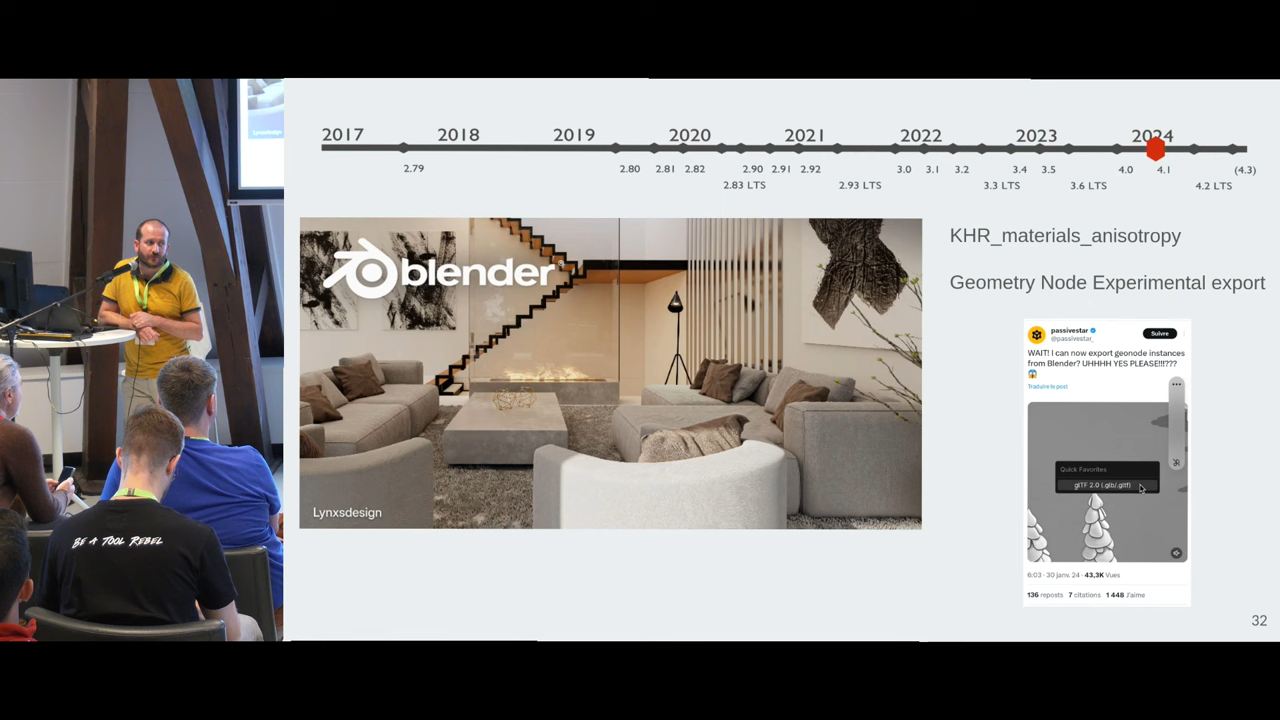 2017 2018 2019 2020 2021 2022 2023 2024
2.79 2.80 2.81 2.82 2.90 2.91 2.92 3.0 3.1 3.2 3.4 3.5 4.0 4.1 (4.3)
2.83 LTS 2.93 LTS 3.3 LTS 3.6 LTS 4.2 LTS
blender
Lynxsdesign
KHR_materials_anisotropy
Geometry Node Experimental export
passivestar
@passivestar_
Suivre
WAIT! I can now export geonode instances
from Blender? UHHHH YES PLEASE!!!???
😱
Traduire le post
Quick Favorites
glTF 2.0 (.glb/.gltf)
6:03 · 30 janv. 24 · 43,3K Vues
136 reposts 7 citations 1 448 J'aime
32
BE A TOOL REBEL